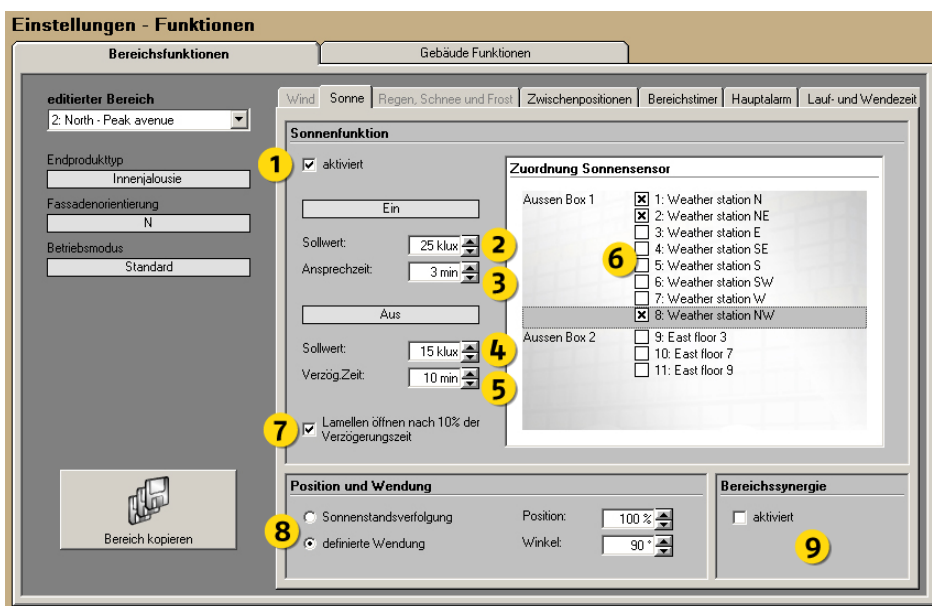 Einstellungen - Funktionen
Bereichsfunktionen
Gebäude Funktionen
editierter Bereich
2: North - Peak avenue
Endprodukttyp
Innenjalousie
Fassadenorientierung
N
Betriebsmodus
Standard
Bereich kopieren
Wind
Sonne
Regen, Schnee und Frost
Zwischenpositionen
Bereichstimer
Hauptalarm
Lauf- und Wendezeit
Sonnenfunktion
1
aktiviert
Ein
Sollwert:
25 klux
2
Ansprechzeit:
3 min
3
Aus
Sollwert:
15 klux
4
Verzög.Zeit:
10 min
5
7
Lamellen öffnen nach 10% der
Verzögerungszeit
Zuordnung Sonnensensor
Aussen Box 1
1: Weather station N
2: Weather station NE
3: Weather station E
4: Weather station SE
6
5: Weather station S
6: Weather station SW
7: Weather station W
8: Weather station NW
Aussen Box 2
9: East floor 3
10: East floor 7
11: East floor 9
Position und Wendung
8
Sonnenstandsverfolgung
definierte Wendung
Position:
100 %
Winkel:
90 °
Bereichssynergie
aktiviert
9